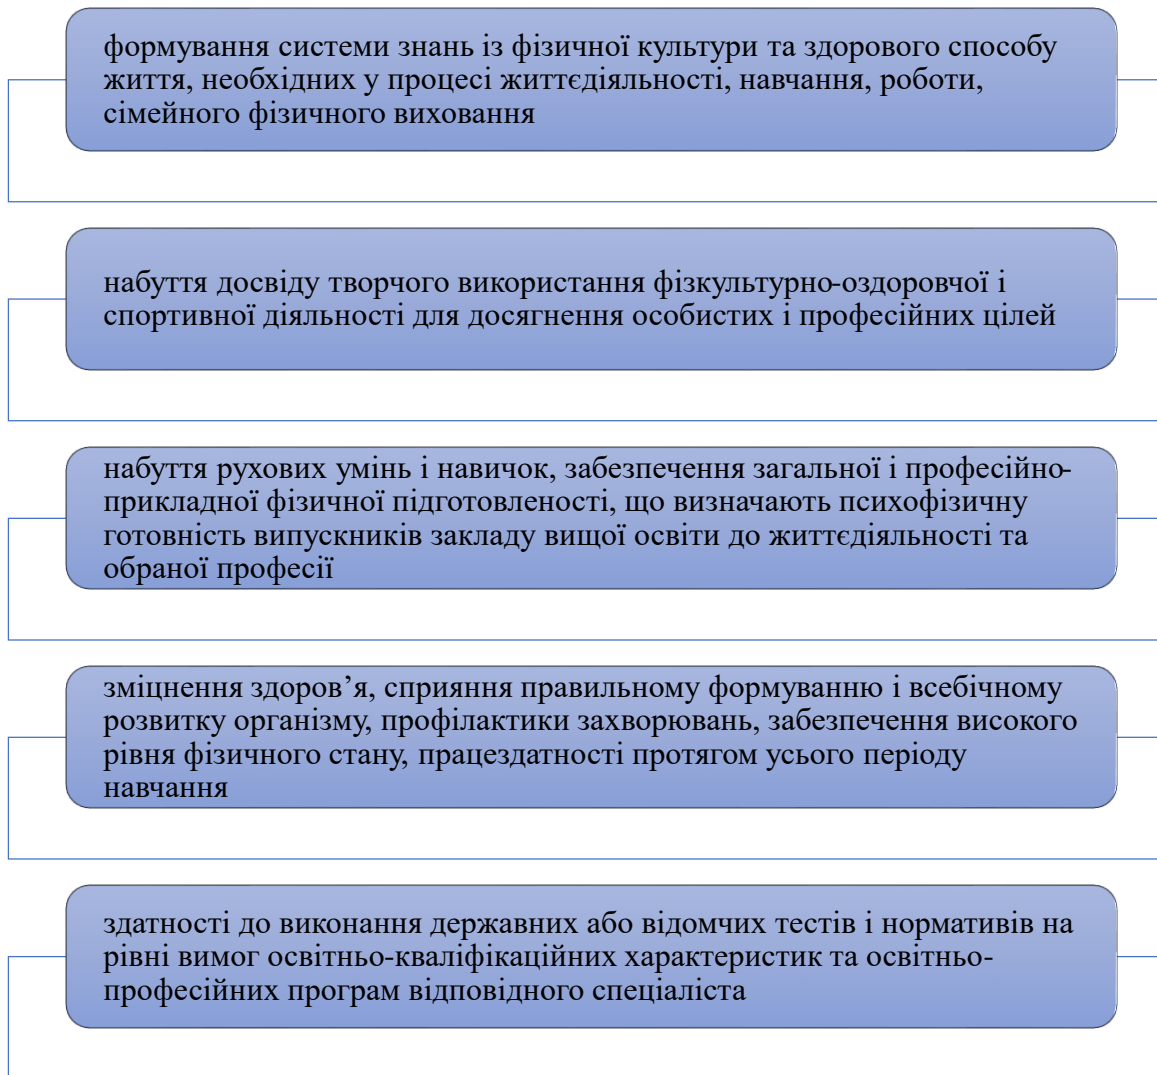 формування системи знань із фізичної культури та здорового способу
життя, необхідних у процесі життєдіяльності, навчання, роботи,
сімейного фізичного виховання
набуття досвіду творчого використання фізкультурно-оздоровчої і
спортивної діяльності для досягнення особистих і професійних цілей
набуття рухових умінь і навичок, забезпечення загальної і професійно-
прикладної фізичної підготовленості, що визначають психофізичну
готовність випускників закладу вищої освіти до життєдіяльності та
обраної професії
зміцнення здоров’я, сприяння правильному формуванню і всебічному
розвитку організму, профілактики захворювань, забезпечення високого
рівня фізичного стану, працездатності протягом усього періоду
навчання
здатності до виконання державних або відомчих тестів і нормативів на
рівні вимог освітньо-кваліфікаційних характеристик та освітньо-
професійних програм відповідного спеціаліста